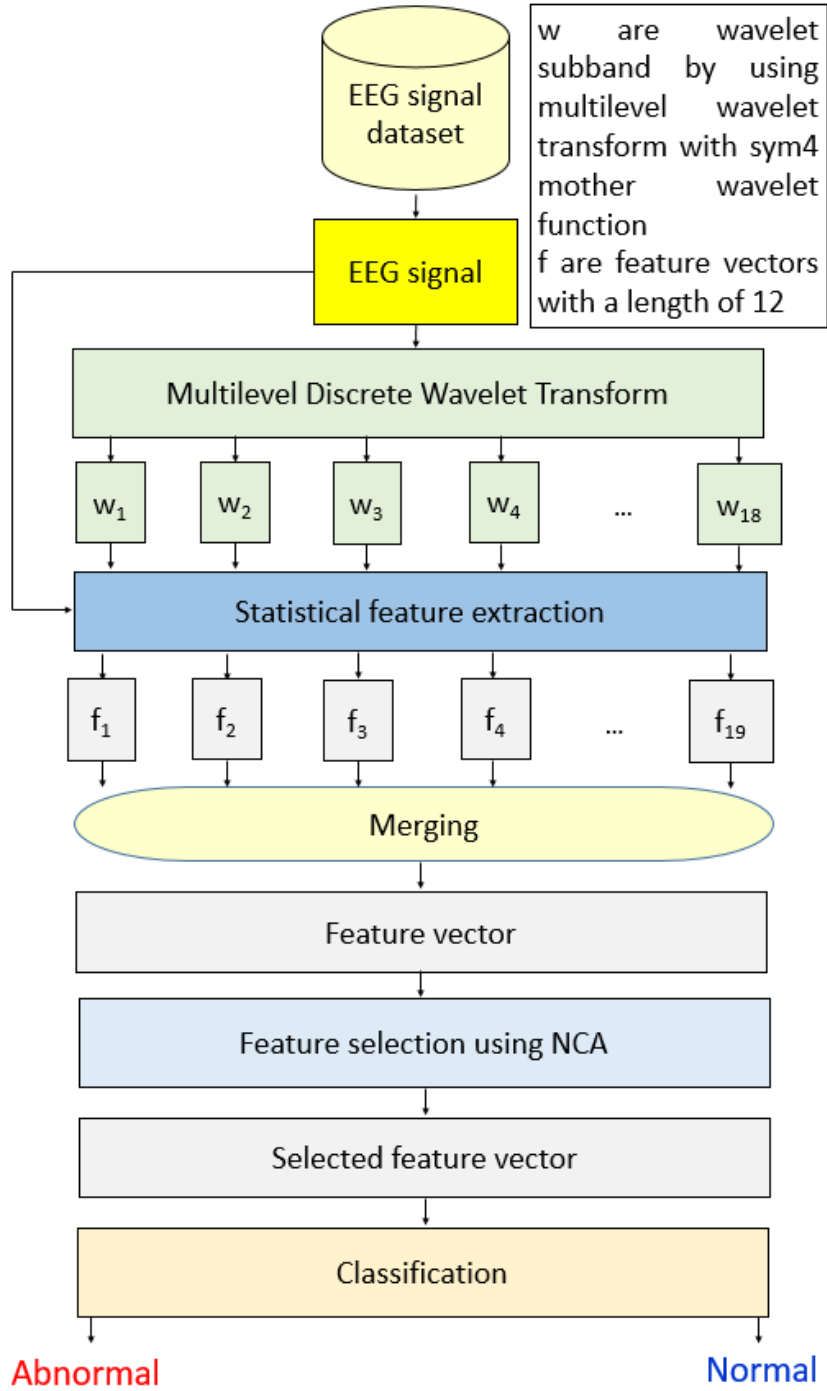 EEG signal
dataset
w are wavelet
subband by using
multilevel wavelet
transform with sym4
mother wavelet
function
f are feature vectors
with a length of 12
EEG signal
Multilevel Discrete Wavelet Transform
w₁ w₂ w₃ w₄ ... w₁₈
Statistical feature extraction
f₁ f₂ f₃ f₄ ... f₁₉
Merging
Feature vector
Feature selection using NCA
Selected feature vector
Classification
Abnormal Normal